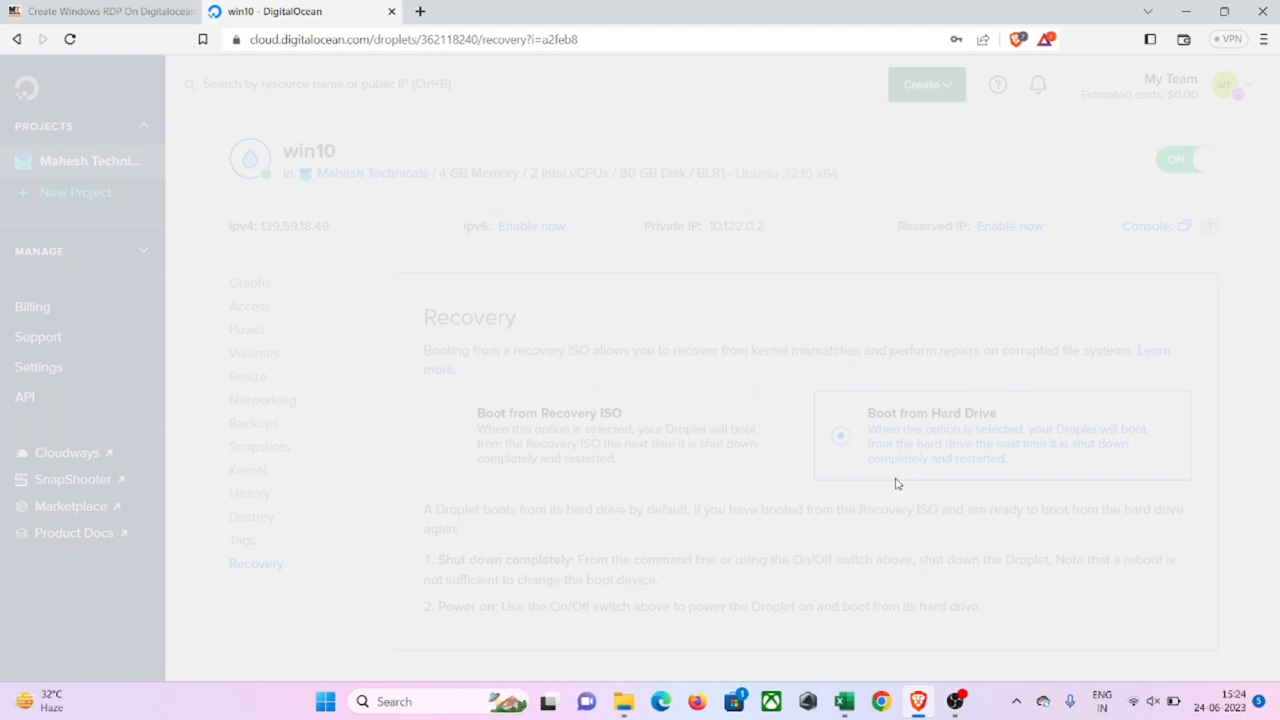 Create Windows RDP On Digitalocean
win10 - DigitalOcean
cloud.digitalocean.com/droplets/362118240/recovery?i=a2feb8
VPN
Search by resource name or public IP (Ctrl+B)
Create
My Team
Estimated costs: $0.00
MT
PROJECTS
Mahesh Techni...
+ New Project
MANAGE
Billing
Support
Settings
API
Cloudways
SnapShooter
Marketplace
Product Docs
win10
in Mahesh Technicals / 4 GB Memory / 2 Intel vCPUs / 80 GB Disk / BLR1 - Ubuntu 22.10 x64
ON
Ipv4: 139.59.18.49
ipv6: Enable now
Private IP: 10.122.0.2
Reserved IP: Enable now
Console:
?
Graphs
Access
Power
Volumes
Resize
Networking
Backups
Snapshots
Kernel
History
Destroy
Tags
Recovery
Recovery
Booting from a recovery ISO allows you to recover from kernel mismatches and perform repairs on corrupted file systems. Learn
more.
Boot from Recovery ISO
When this option is selected, your Droplet will boot
from the Recovery ISO the next time it is shut down
completely and restarted.
Boot from Hard Drive
When this option is selected, your Droplet will boot
from the hard drive the next time it is shut down
completely and restarted.
A Droplet boots from its hard drive by default. If you have booted from the Recovery ISO and are ready to boot from the hard drive
again:
1. Shut down completely: From the command line or using the On/Off switch above, shut down the Droplet. Note that a reboot is
not sufficient to change the boot device.
2. Power on: Use the On/Off switch above to power the Droplet on and boot from its hard drive.
32°C
Haze
Search
ENG
IN
15:24
24-06-2023